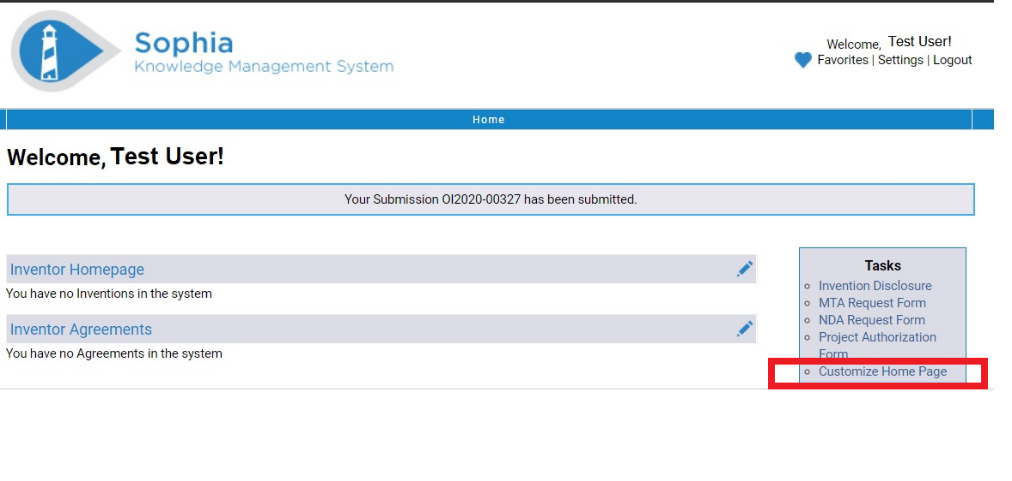 Sophia
Knowledge Management System
Welcome, Test User!
Favorites | Settings | Logout
Home
Welcome, Test User!
Your Submission OI2020-00327 has been submitted.
Inventor Homepage
You have no Inventions in the system
Inventor Agreements
You have no Agreements in the system
Tasks
Invention Disclosure
MTA Request Form
NDA Request Form
Project Authorization
Form
Customize Home Page